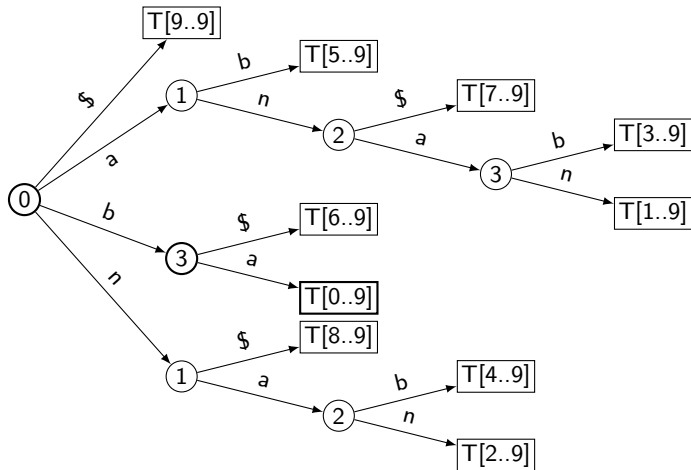 T[9..9]
$
b
T[5..9]
1
n
$
T[7..9]
a
2
a
b
T[3..9]
3
n
T[1..9]
0
b
$
T[6..9]
3
a
T[0..9]
n
$
T[8..9]
1
a
b
T[4..9]
2
n
T[2..9]